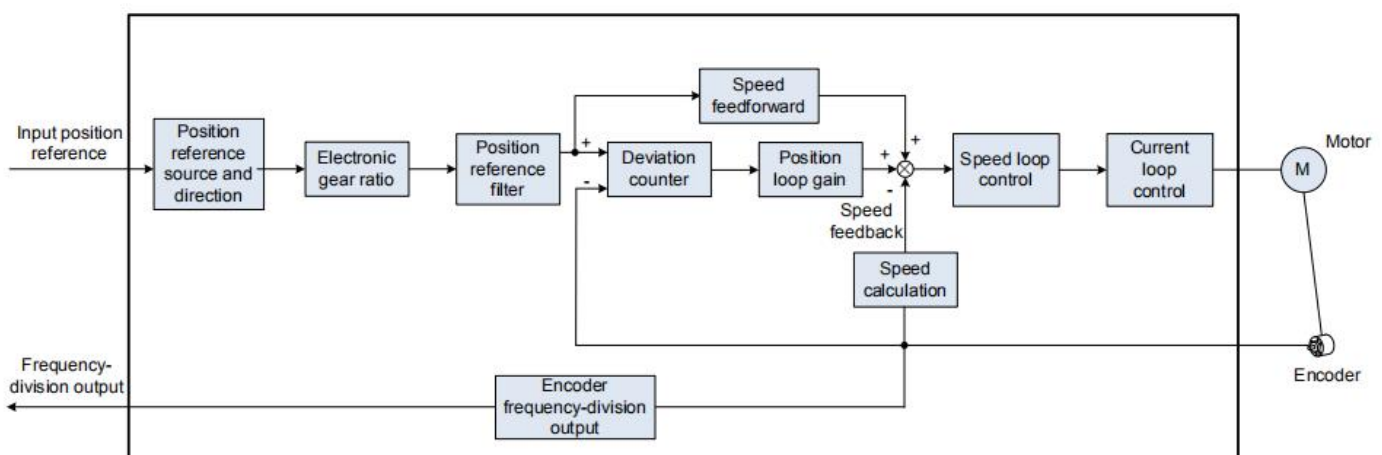 Input position
reference
Position
reference
source and
direction
Electronic
gear ratio
Position
reference
filter
+
-
Speed
feedforward
Deviation
counter
Position
loop gain
+
+
-
Speed
feedback
Speed
calculation
Speed loop
control
Current
loop
control
Motor
M
Encoder
Frequency-
division output
Encoder
frequency-division
output